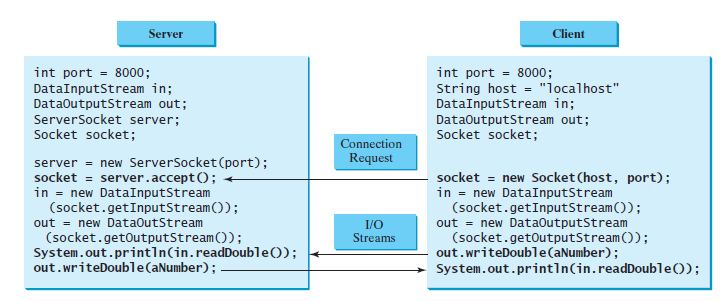 Server
int port = 8000;
DataInputStream in;
DataOutputStream out;
ServerSocket server;
Socket socket;
server = new ServerSocket(port);
socket = server.accept();
in = new DataInputStream
(socket.getInputStream());
out = new DataOutStream
(socket.getOutputStream());
System.out.println(in.readDouble());
out.writeDouble(aNumber);
Connection
Request
I/O
Streams
Client
int port = 8000;
String host = "localhost"
DataInputStream in;
DataOutputStream out;
Socket socket;
socket = new Socket(host, port);
in = new DataInputStream
(socket.getInputStream());
out = new DataOutputStream
(socket.getOutputStream());
out.writeDouble(aNumber);
System.out.println(in.readDouble());